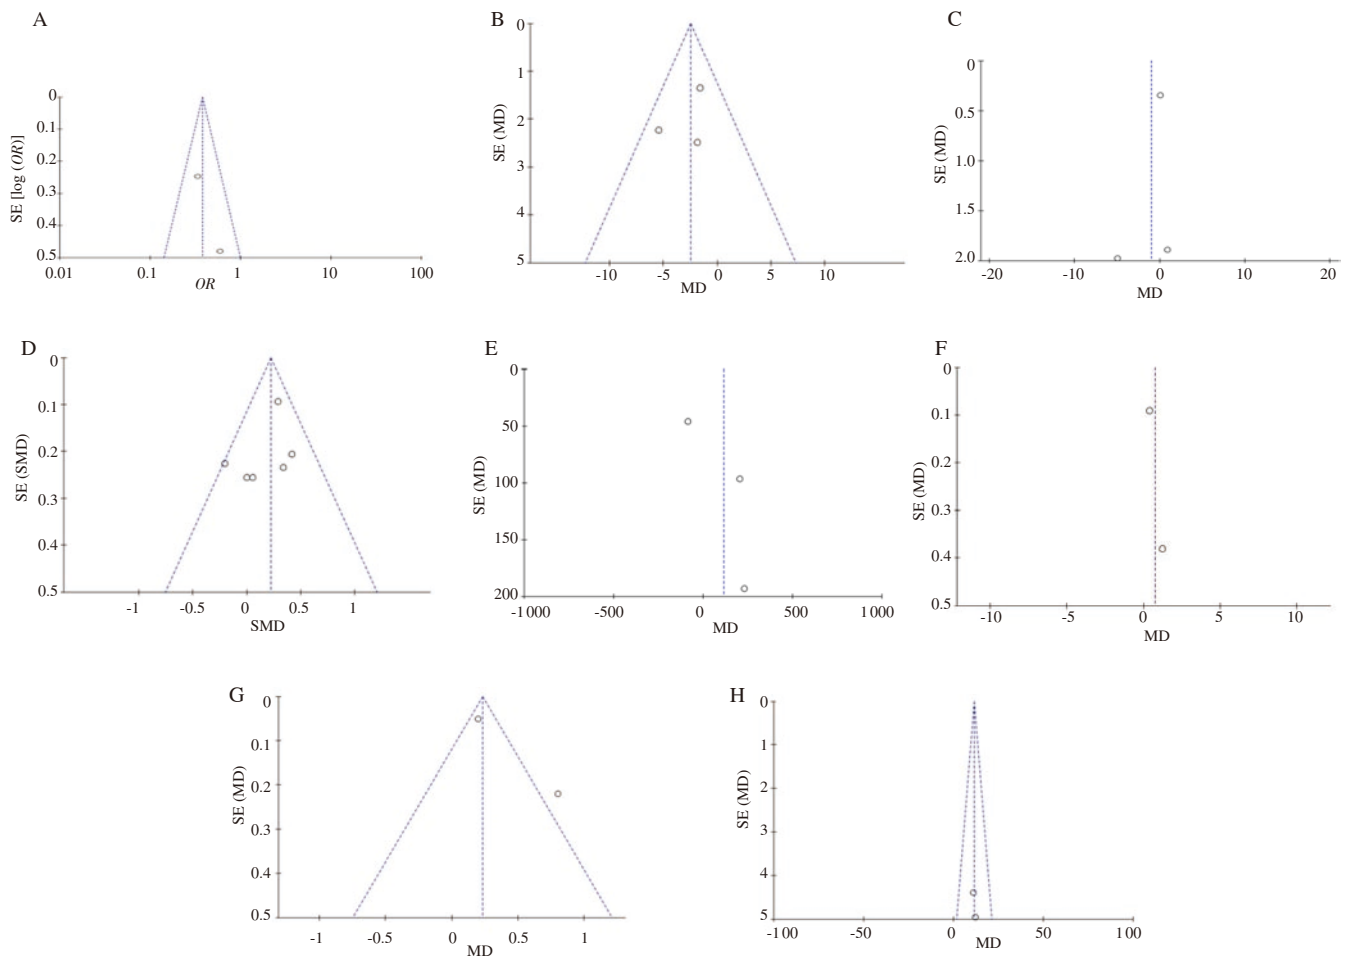 A
SE [log (OR)]
0
0.1
0.2
0.3
0.4
0.5
0.01 0.1 1 10 100
OR
B
SE (MD)
0
1
2
3
4
5
-10 -5 0 5 10
MD
C
SE (MD)
0
0.5
1.0
1.5
2.0
-20 -10 0 10 20
MD
D
SE (SMD)
0
0.1
0.2
0.3
0.4
0.5
-1 -0.5 0 0.5 1
SMD
E
SE (MD)
0
50
100
150
200
-1000 -500 0 500 1000
MD
F
SE (MD)
0
0.1
0.2
0.3
0.4
0.5
-10 -5 0 5 10
MD
G
SE (MD)
0
0.1
0.2
0.3
0.4
0.5
-1 -0.5 0 0.5 1
MD
H
SE (MD)
0
1
2
3
4
5
-100 -50 0 50 100
MD